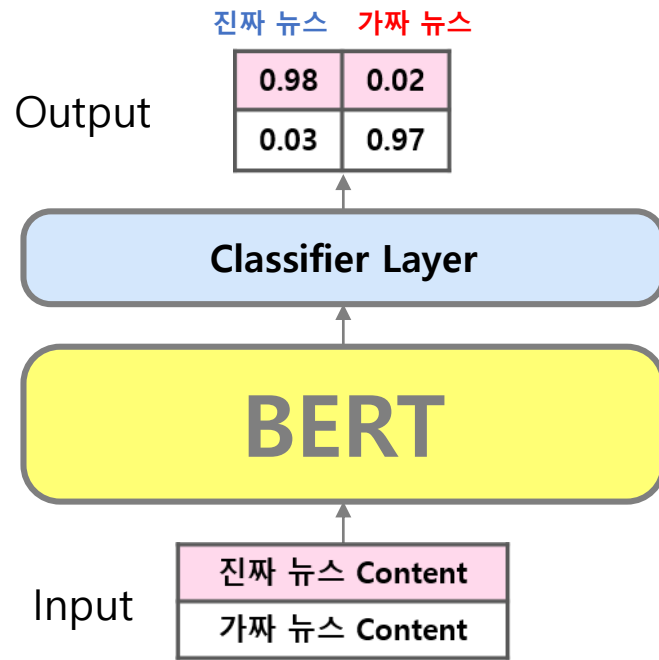 진짜 뉴스 가짜 뉴스
Output
0.98 0.02
0.03 0.97
Classifier Layer
BERT
Input
진짜 뉴스 Content
가짜 뉴스 Content